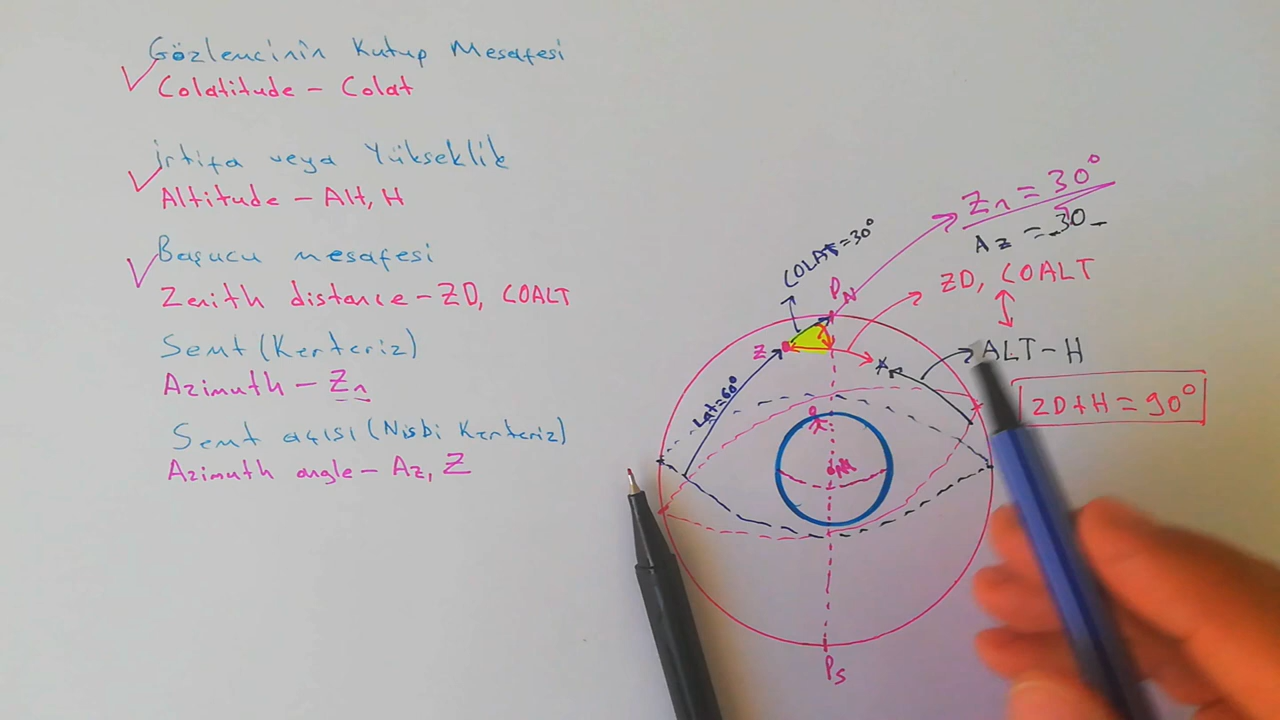 Gözlemcinin Kutup Mesafesi
Colatitude - Colat
İrtifa veya Yükseklik
Altitude - Alt, H
Başucu mesafesi
Zenith distance - ZD, COALT
Semt (Kerteriz)
Azimuth - Zn
Semt açısı (Nisbi Kerteriz)
Azimuth angle - Az, Z
Zn = 30°
Az = 30
COLAT = 30°
ZD, COALT
PN
Z
ALT - H
Lat = 60°
ZD + H = 90°
PS